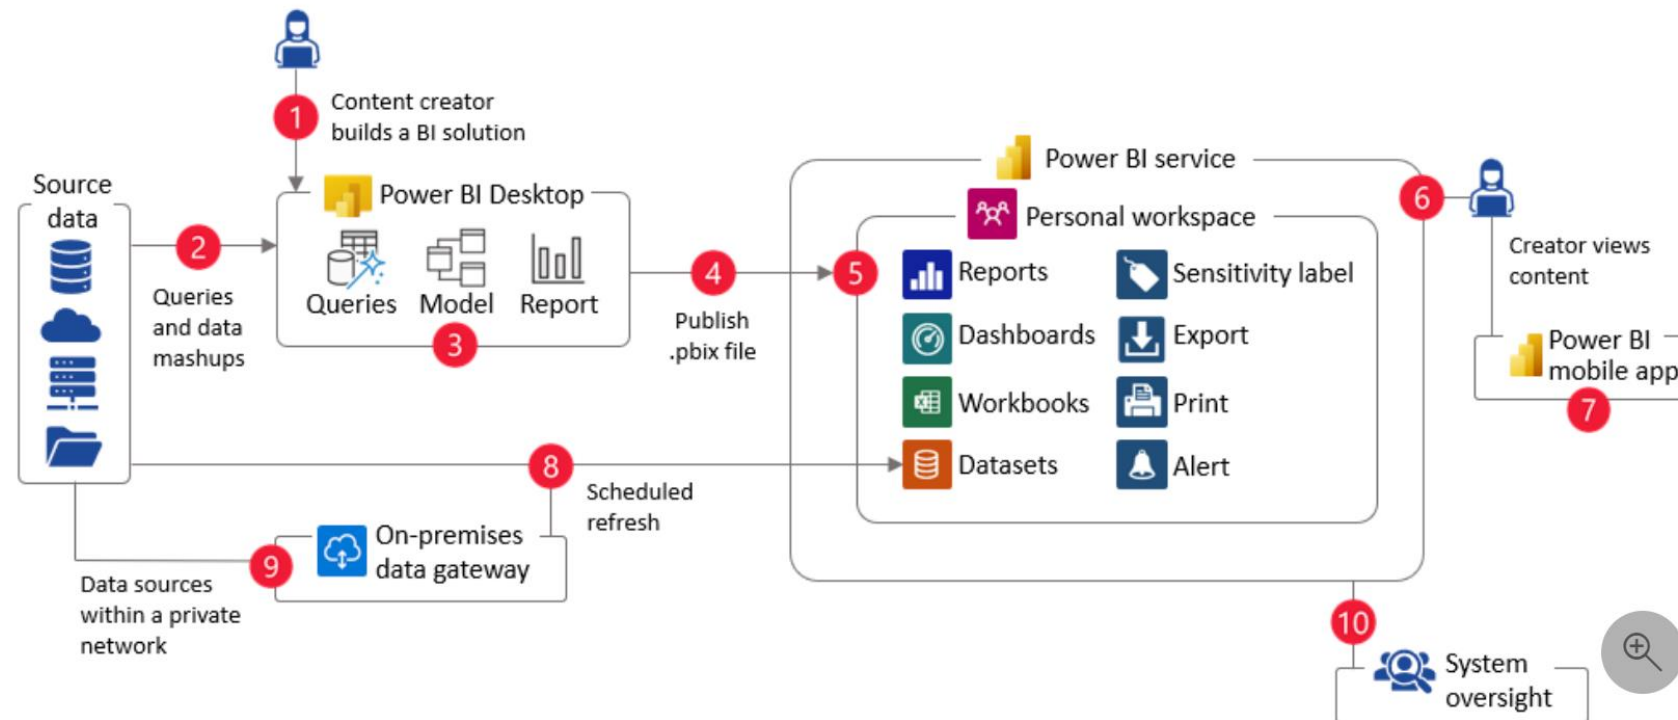 1
Content creator
builds a BI solution
Source
data
Power BI Desktop
2
Queries
and data
mashups
Queries
Model
Report
3
4
Publish
.pbix file
Power BI service
Personal workspace
5
Reports
Sensitivity label
Dashboards
Export
Workbooks
Print
Datasets
Alert
6
Creator views
content
Power BI
mobile app
7
8
Scheduled
refresh
9
On-premises
data gateway
Data sources
within a private
network
10
System
oversight